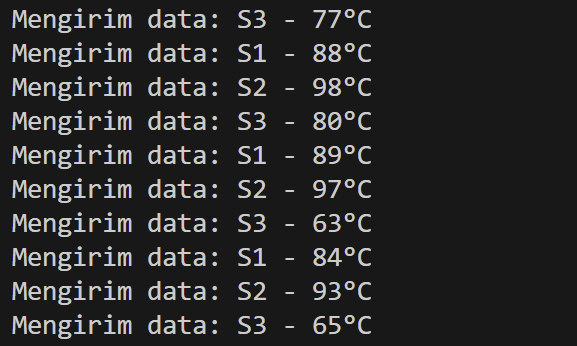 Mengirim data: S3 - 77°C
Mengirim data: S1 - 88°C
Mengirim data: S2 - 98°C
Mengirim data: S3 - 80°C
Mengirim data: S1 - 89°C
Mengirim data: S2 - 97°C
Mengirim data: S3 - 63°C
Mengirim data: S1 - 84°C
Mengirim data: S2 - 93°C
Mengirim data: S3 - 65°C